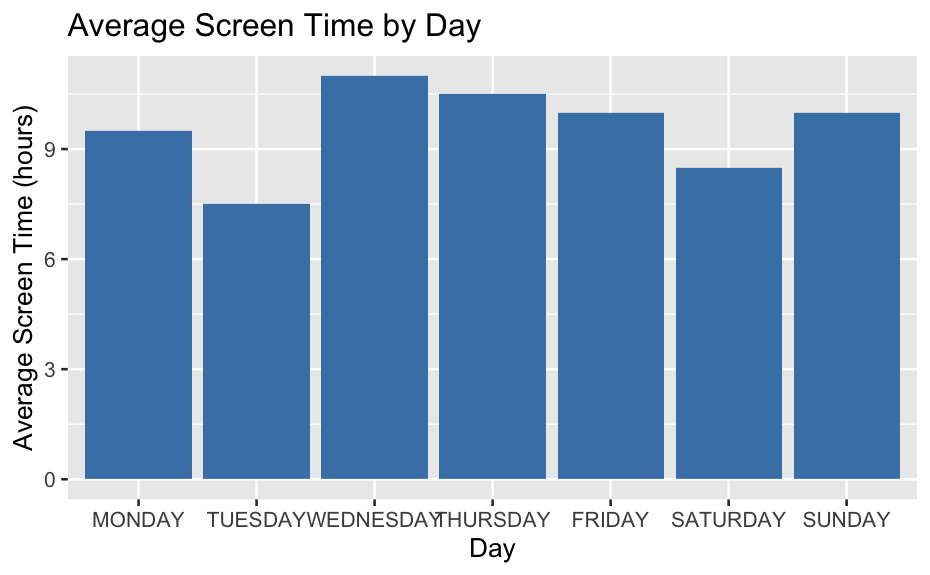 Average Screen Time by Day
Average Screen Time (hours)
9
6
3
0
MONDAY TUESDAY WEDNESDAY THURSDAY FRIDAY SATURDAY SUNDAY
Day